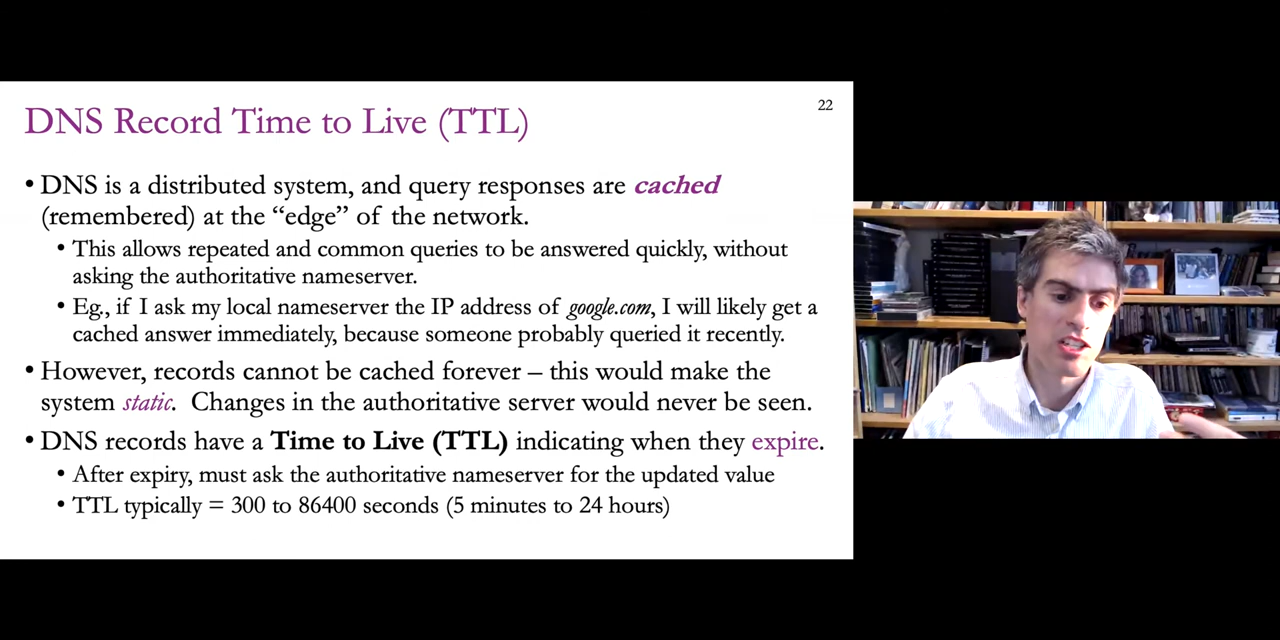 DNS Record Time to Live (TTL)
22
• DNS is a distributed system, and query responses are cached
(remembered) at the “edge” of the network.
• This allows repeated and common queries to be answered quickly, without
asking the authoritative nameserver.
• Eg., if I ask my local nameserver the IP address of google.com, I will likely get a
cached answer immediately, because someone probably queried it recently.
• However, records cannot be cached forever – this would make the
system static. Changes in the authoritative server would never be seen.
• DNS records have a Time to Live (TTL) indicating when they expire.
• After expiry, must ask the authoritative nameserver for the updated value
• TTL typically = 300 to 86400 seconds (5 minutes to 24 hours)